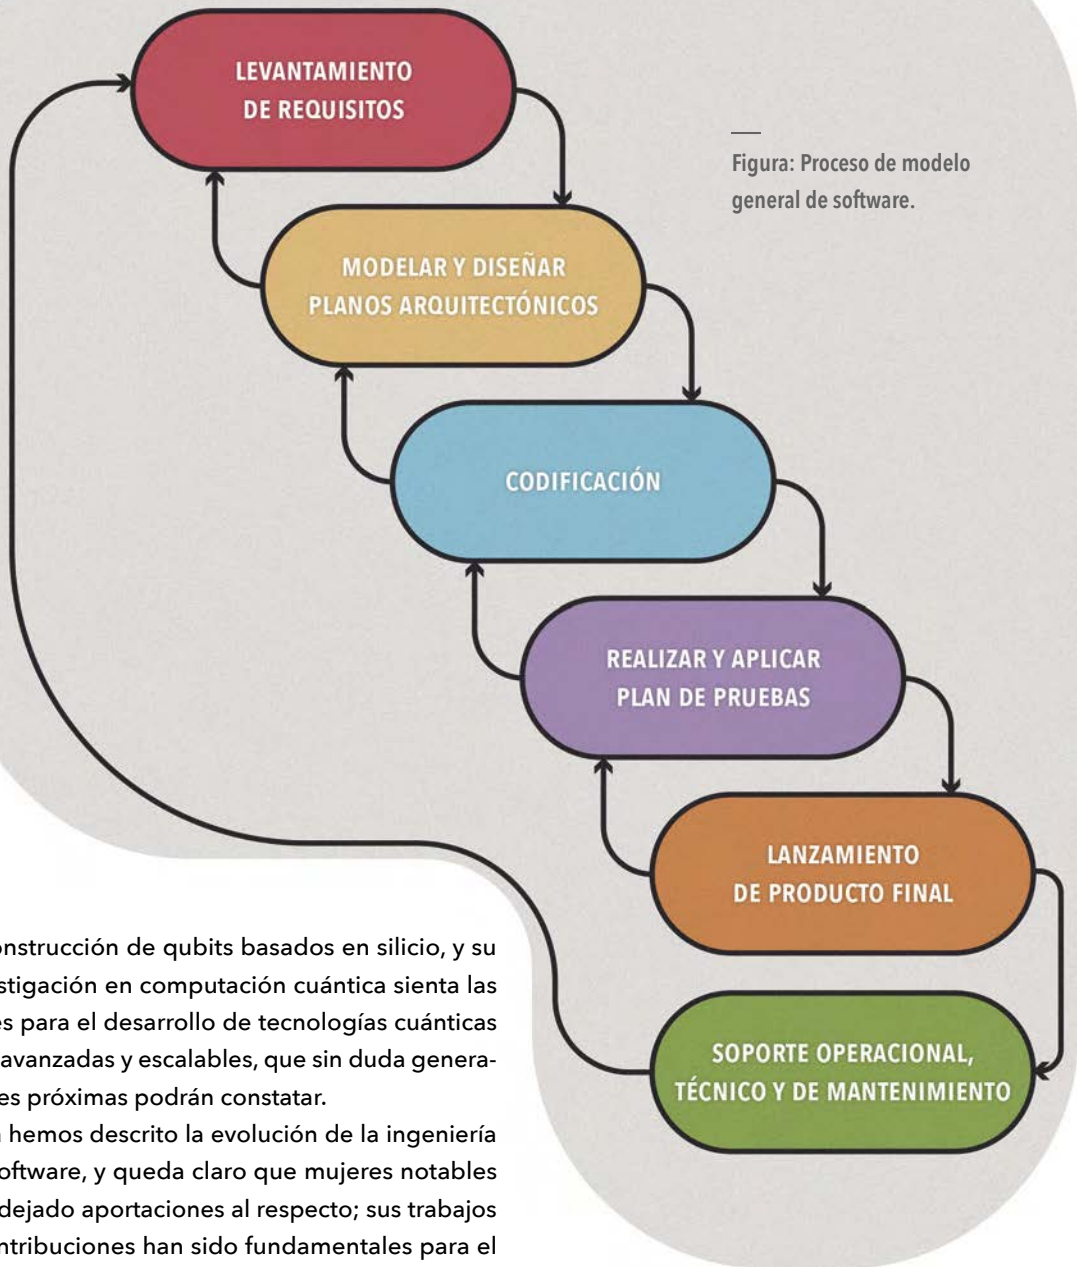 LEVANTAMIENTO
DE REQUISITOS
Figura: Proceso de modelo
general de software.
MODELAR Y DISEÑAR
PLANOS ARQUITECTÓNICOS
CODIFICACIÓN
REALIZAR Y APLICAR
PLAN DE PRUEBAS
LANZAMIENTO
DE PRODUCTO FINAL
SOPORTE OPERACIONAL,
TÉCNICO Y DE MANTENIMIENTO
onstrucción de qubits basados en silicio, y su
stigación en computación cuántica sienta las
es para el desarrollo de tecnologías cuánticas
avanzadas y escalables, que sin duda genera-
es próximas podrán constatar.
hemos descrito la evolución de la ingeniería
oftware, y queda claro que mujeres notables
dejado aportaciones al respecto; sus trabajos
ntribuciones han sido fundamentales para el